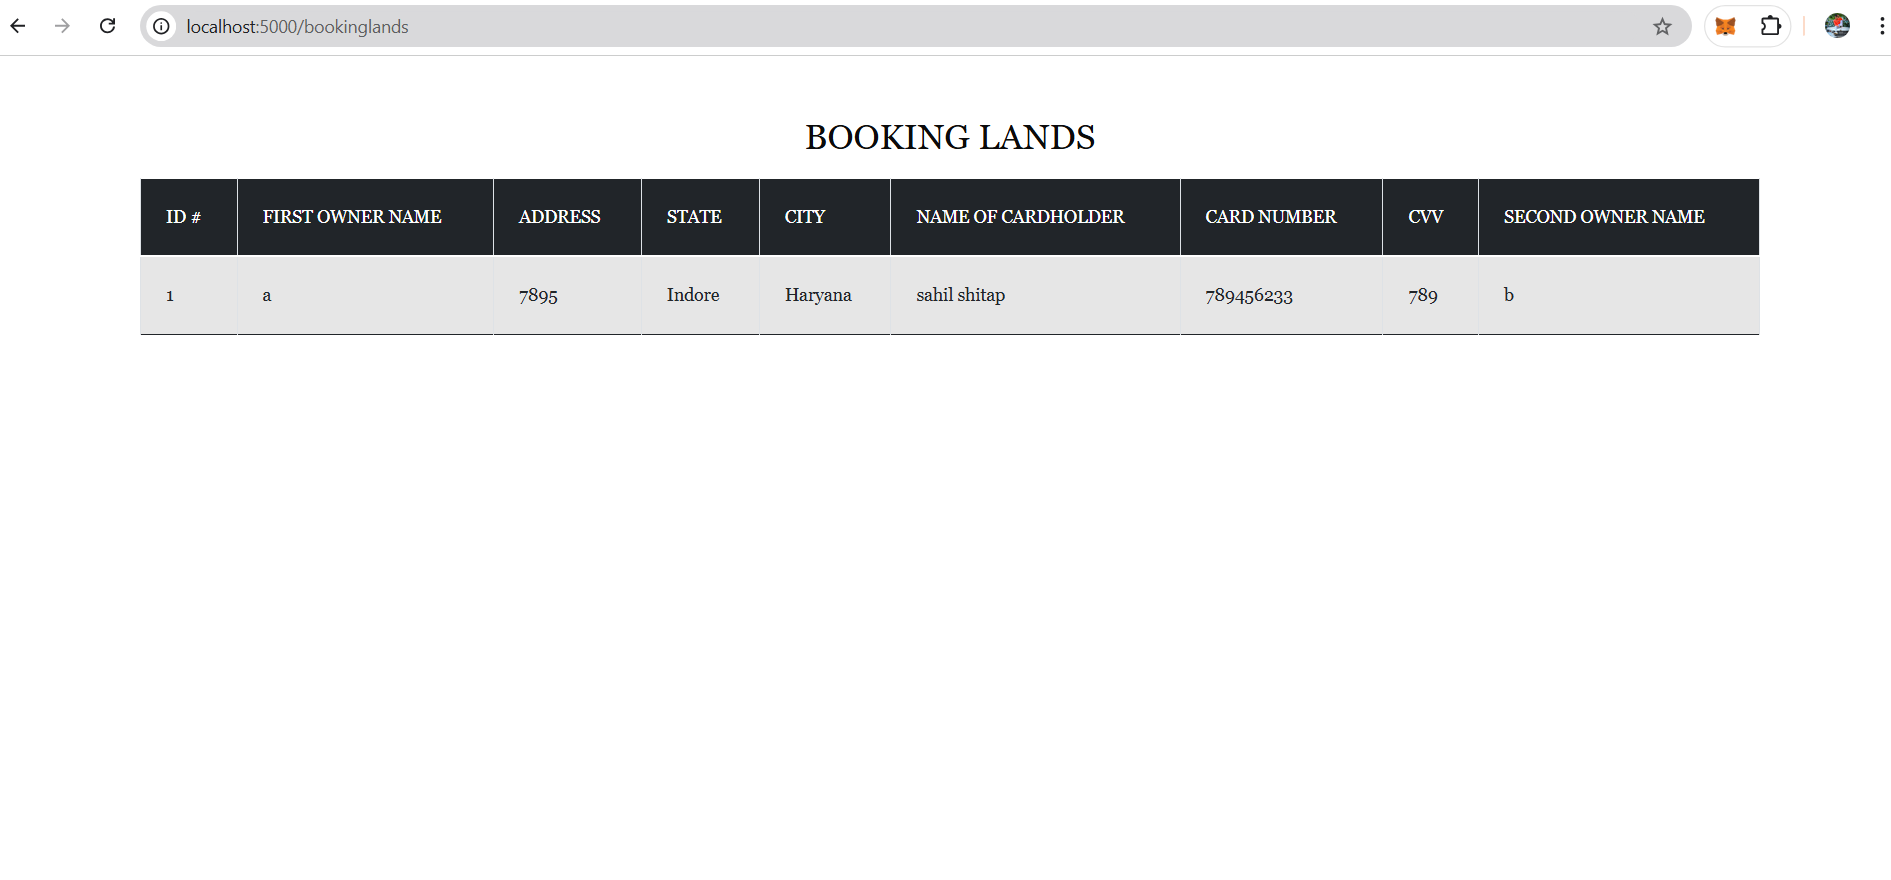 localhost:5000/bookinglands
BOOKING LANDS
ID # FIRST OWNER NAME ADDRESS STATE CITY NAME OF CARDHOLDER CARD NUMBER CVV SECOND OWNER NAME
1 a 7895 Indore Haryana sahil shitap 789456233 789 b